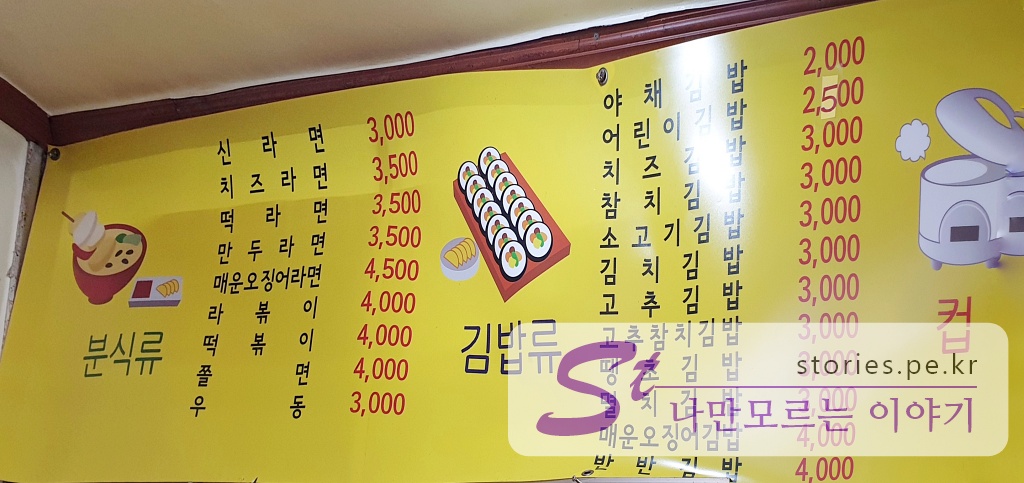 분식류
신라면 3,000
치즈라면 3,500
떡라면 3,500
만두라면 3,500
매운오징어라면 4,500
라볶이 4,000
떡볶이 4,000
쫄면 4,000
우동 3,000
김밥류
야채김밥 2,000
어린이김밥 2,500
치즈김밥 3,000
참치김밥 3,000
소고기김밥 3,000
김치김밥 3,000
고추김밥 3,000
고추참치김밥 3,000
땡초김밥
멸치김밥 3,000
매운오징어김밥 4,000
반반김밥 4,000
컵
St
stories.pe.kr
나만모르는 이야기